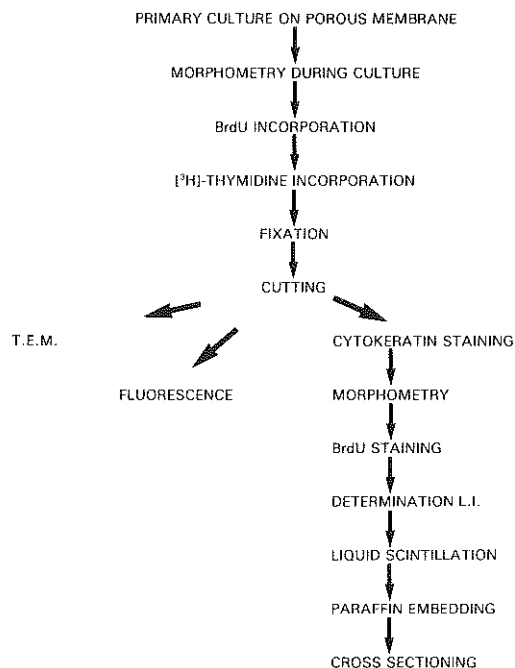 PRIMARY CULTURE ON POROUS MEMBRANE
MORPHOMETRY DURING CULTURE
BrdU INCORPORATION
[³H]-THYMIDINE INCORPORATION
FIXATION
CUTTING
T.E.M.
FLUORESCENCE
CYTOKERATIN STAINING
MORPHOMETRY
BrdU STAINING
DETERMINATION L.I.
LIQUID SCINTILLATION
PARAFFIN EMBEDDING
CROSS SECTIONING